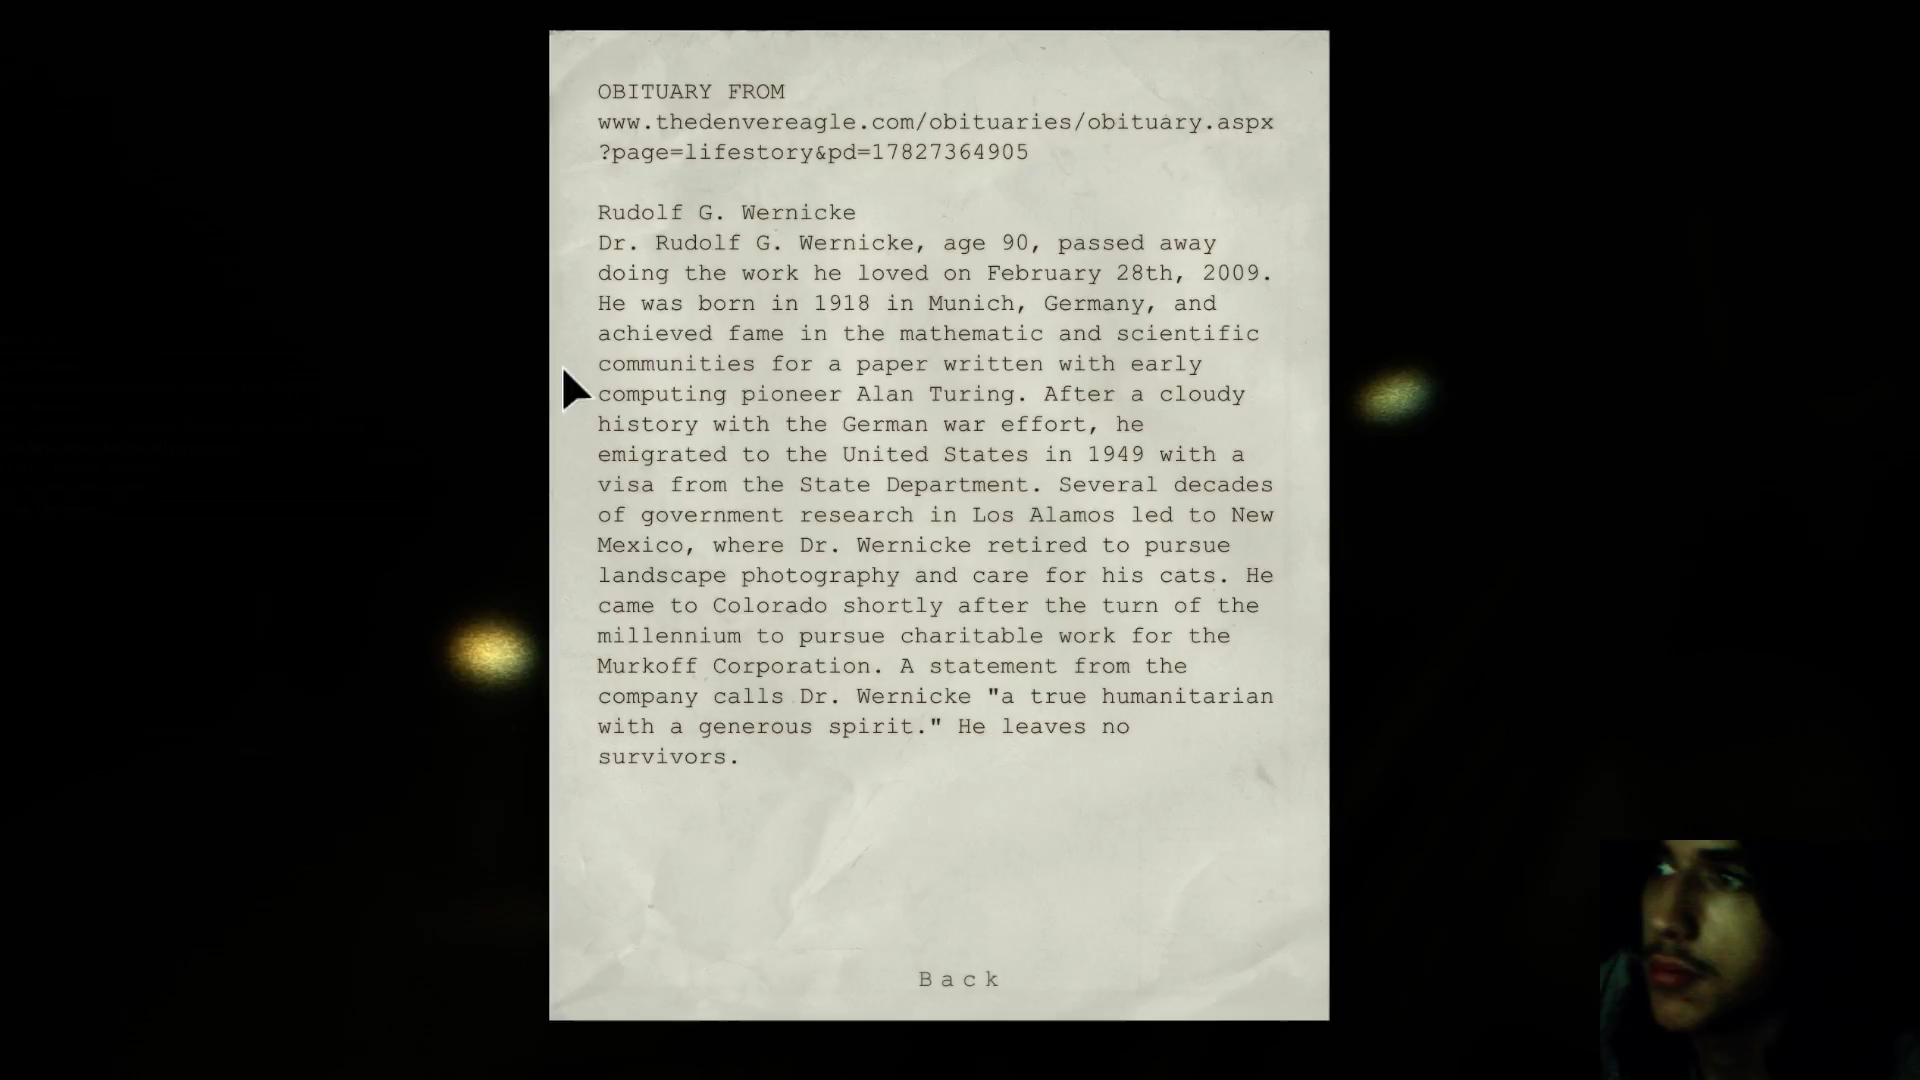 OBITUARY FROM
www.thedenvereagle.com/obituaries/obituary.aspx
?page=lifestory&pd=17827364905
Rudolf G. Wernicke
Dr. Rudolf G. Wernicke, age 90, passed away
doing the work he loved on February 28th, 2009.
He was born in 1918 in Munich, Germany, and
achieved fame in the mathematic and scientific
communities for a paper written with early
computing pioneer Alan Turing. After a cloudy
history with the German war effort, he
emigrated to the United States in 1949 with a
visa from the State Department. Several decades
of government research in Los Alamos led to New
Mexico, where Dr. Wernicke retired to pursue
landscape photography and care for his cats. He
came to Colorado shortly after the turn of the
millennium to pursue charitable work for the
Murkoff Corporation. A statement from the
company calls Dr. Wernicke "a true humanitarian
with a generous spirit." He leaves no
survivors.
Back